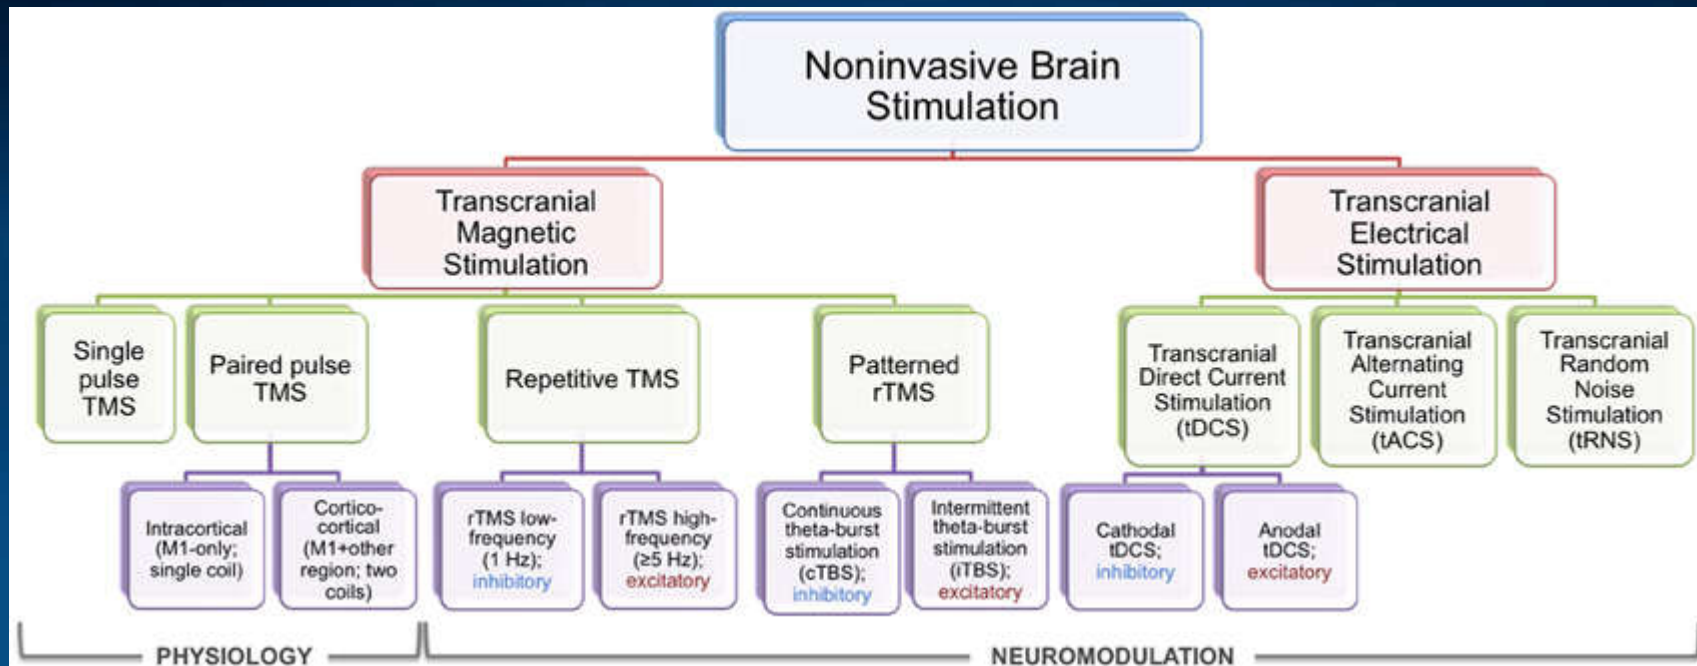 Noninvasive Brain
Stimulation
Transcranial
Magnetic
Stimulation
Transcranial
Electrical
Stimulation
Single
pulse
TMS
Paired pulse
TMS
Repetitive TMS
Patterned
rTMS
Transcranial
Direct Current
Stimulation
(tDCS)
Transcranial
Alternating
Current
Stimulation
(tACS)
Transcranial
Random
Noise
Stimulation
(tRNS)
Intracortical
(M1-only;
single coil)
Cortico-
cortical
(M1+other
region; two
coils)
rTMS low-
frequency
(1 Hz);
inhibitory
rTMS high-
frequency
(≥5 Hz);
excitatory
Continuous
theta-burst
stimulation
(cTBS);
inhibitory
Intermittent
theta-burst
stimulation
(iTBS);
excitatory
Cathodal
tDCS;
inhibitory
Anodal
tDCS;
excitatory
PHYSIOLOGY
NEUROMODULATION